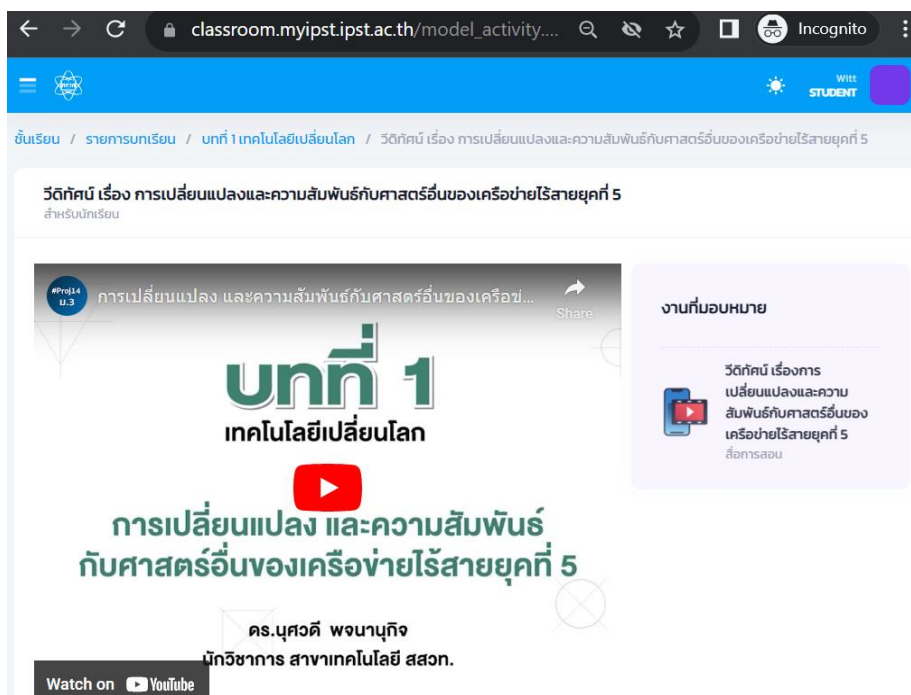 classroom.myipst.ipst.ac.th/model_activity....
Incognito
Witt
STUDENT
ชั้นเรียน / รายการบทเรียน / บทที่ 1 เทคโนโลยีเปลี่ยนโลก / วีดิทัศน์ เรื่อง การเปลี่ยนแปลงและความสัมพันธ์กับศาสตร์อื่นของเครือข่ายไร้สายยุคที่ 5
วีดิทัศน์ เรื่อง การเปลี่ยนแปลงและความสัมพันธ์กับศาสตร์อื่นของเครือข่ายไร้สายยุคที่ 5
สำหรับนักเรียน
#Proj14
ม.3
การเปลี่ยนแปลง และความสัมพันธ์กับศาสตร์อื่นของเครือข่...
Share
บทที่ 1
เทคโนโลยีเปลี่ยนโลก
การเปลี่ยนแปลง และความสัมพันธ์
กับศาสตร์อื่นของเครือข่ายไร้สายยุคที่ 5
ดร.นุศวดี พจนานุกิจ
นักวิชาการ สาขาเทคโนโลยี สสวท.
Watch on YouTube
งานที่มอบหมาย
วีดิทัศน์ เรื่องการ
เปลี่ยนแปลงและความ
สัมพันธ์กับศาสตร์อื่นของ
เครือข่ายไร้สายยุคที่ 5
สื่อการสอน